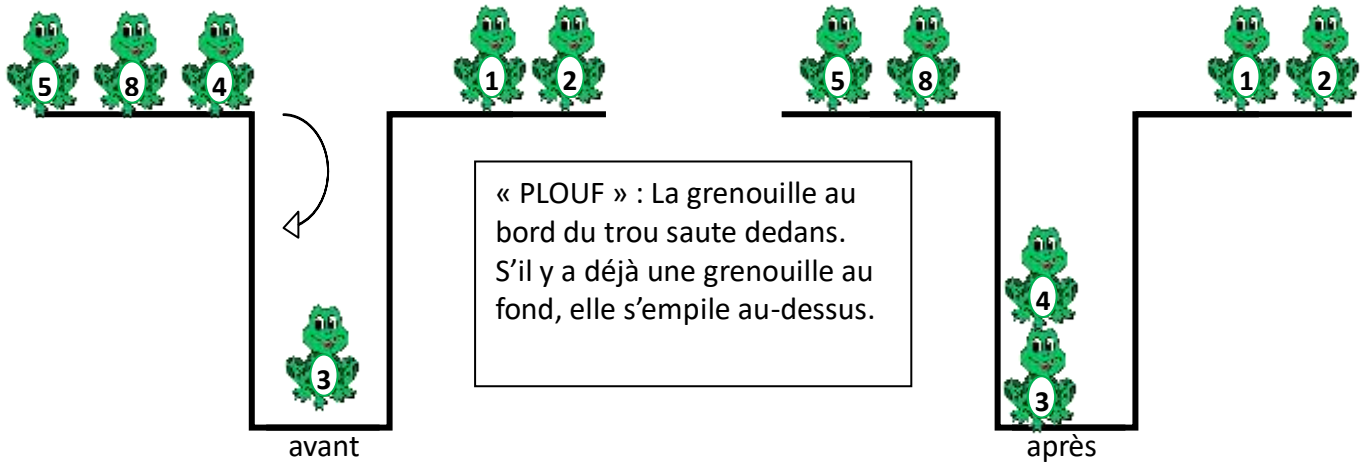 5 8 4 1 2 5 8 1 2
« PLOUF » : La grenouille au
bord du trou saute dedans.
S’il y a déjà une grenouille au
fond, elle s’empile au-dessus.
4
3
3
avant après